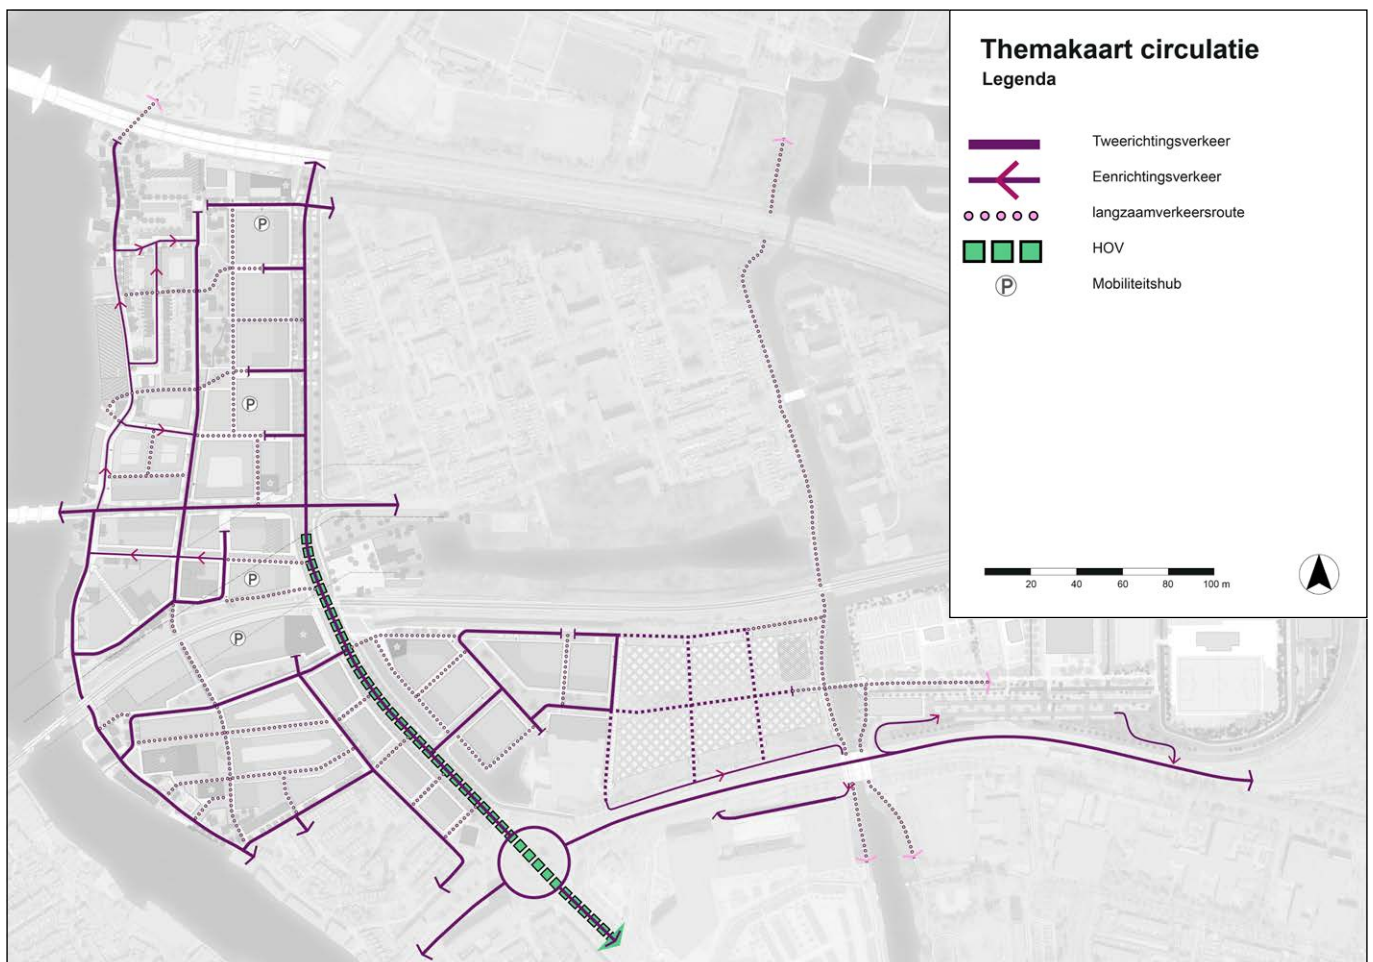 Themakaart circulatie
Legenda
Tweerichtingsverkeer
Eenrichtingsverkeer
langzaamverkeersroute
HOV
P
Mobiliteitshub
20 40 60 80 100 m
P
P
P
P